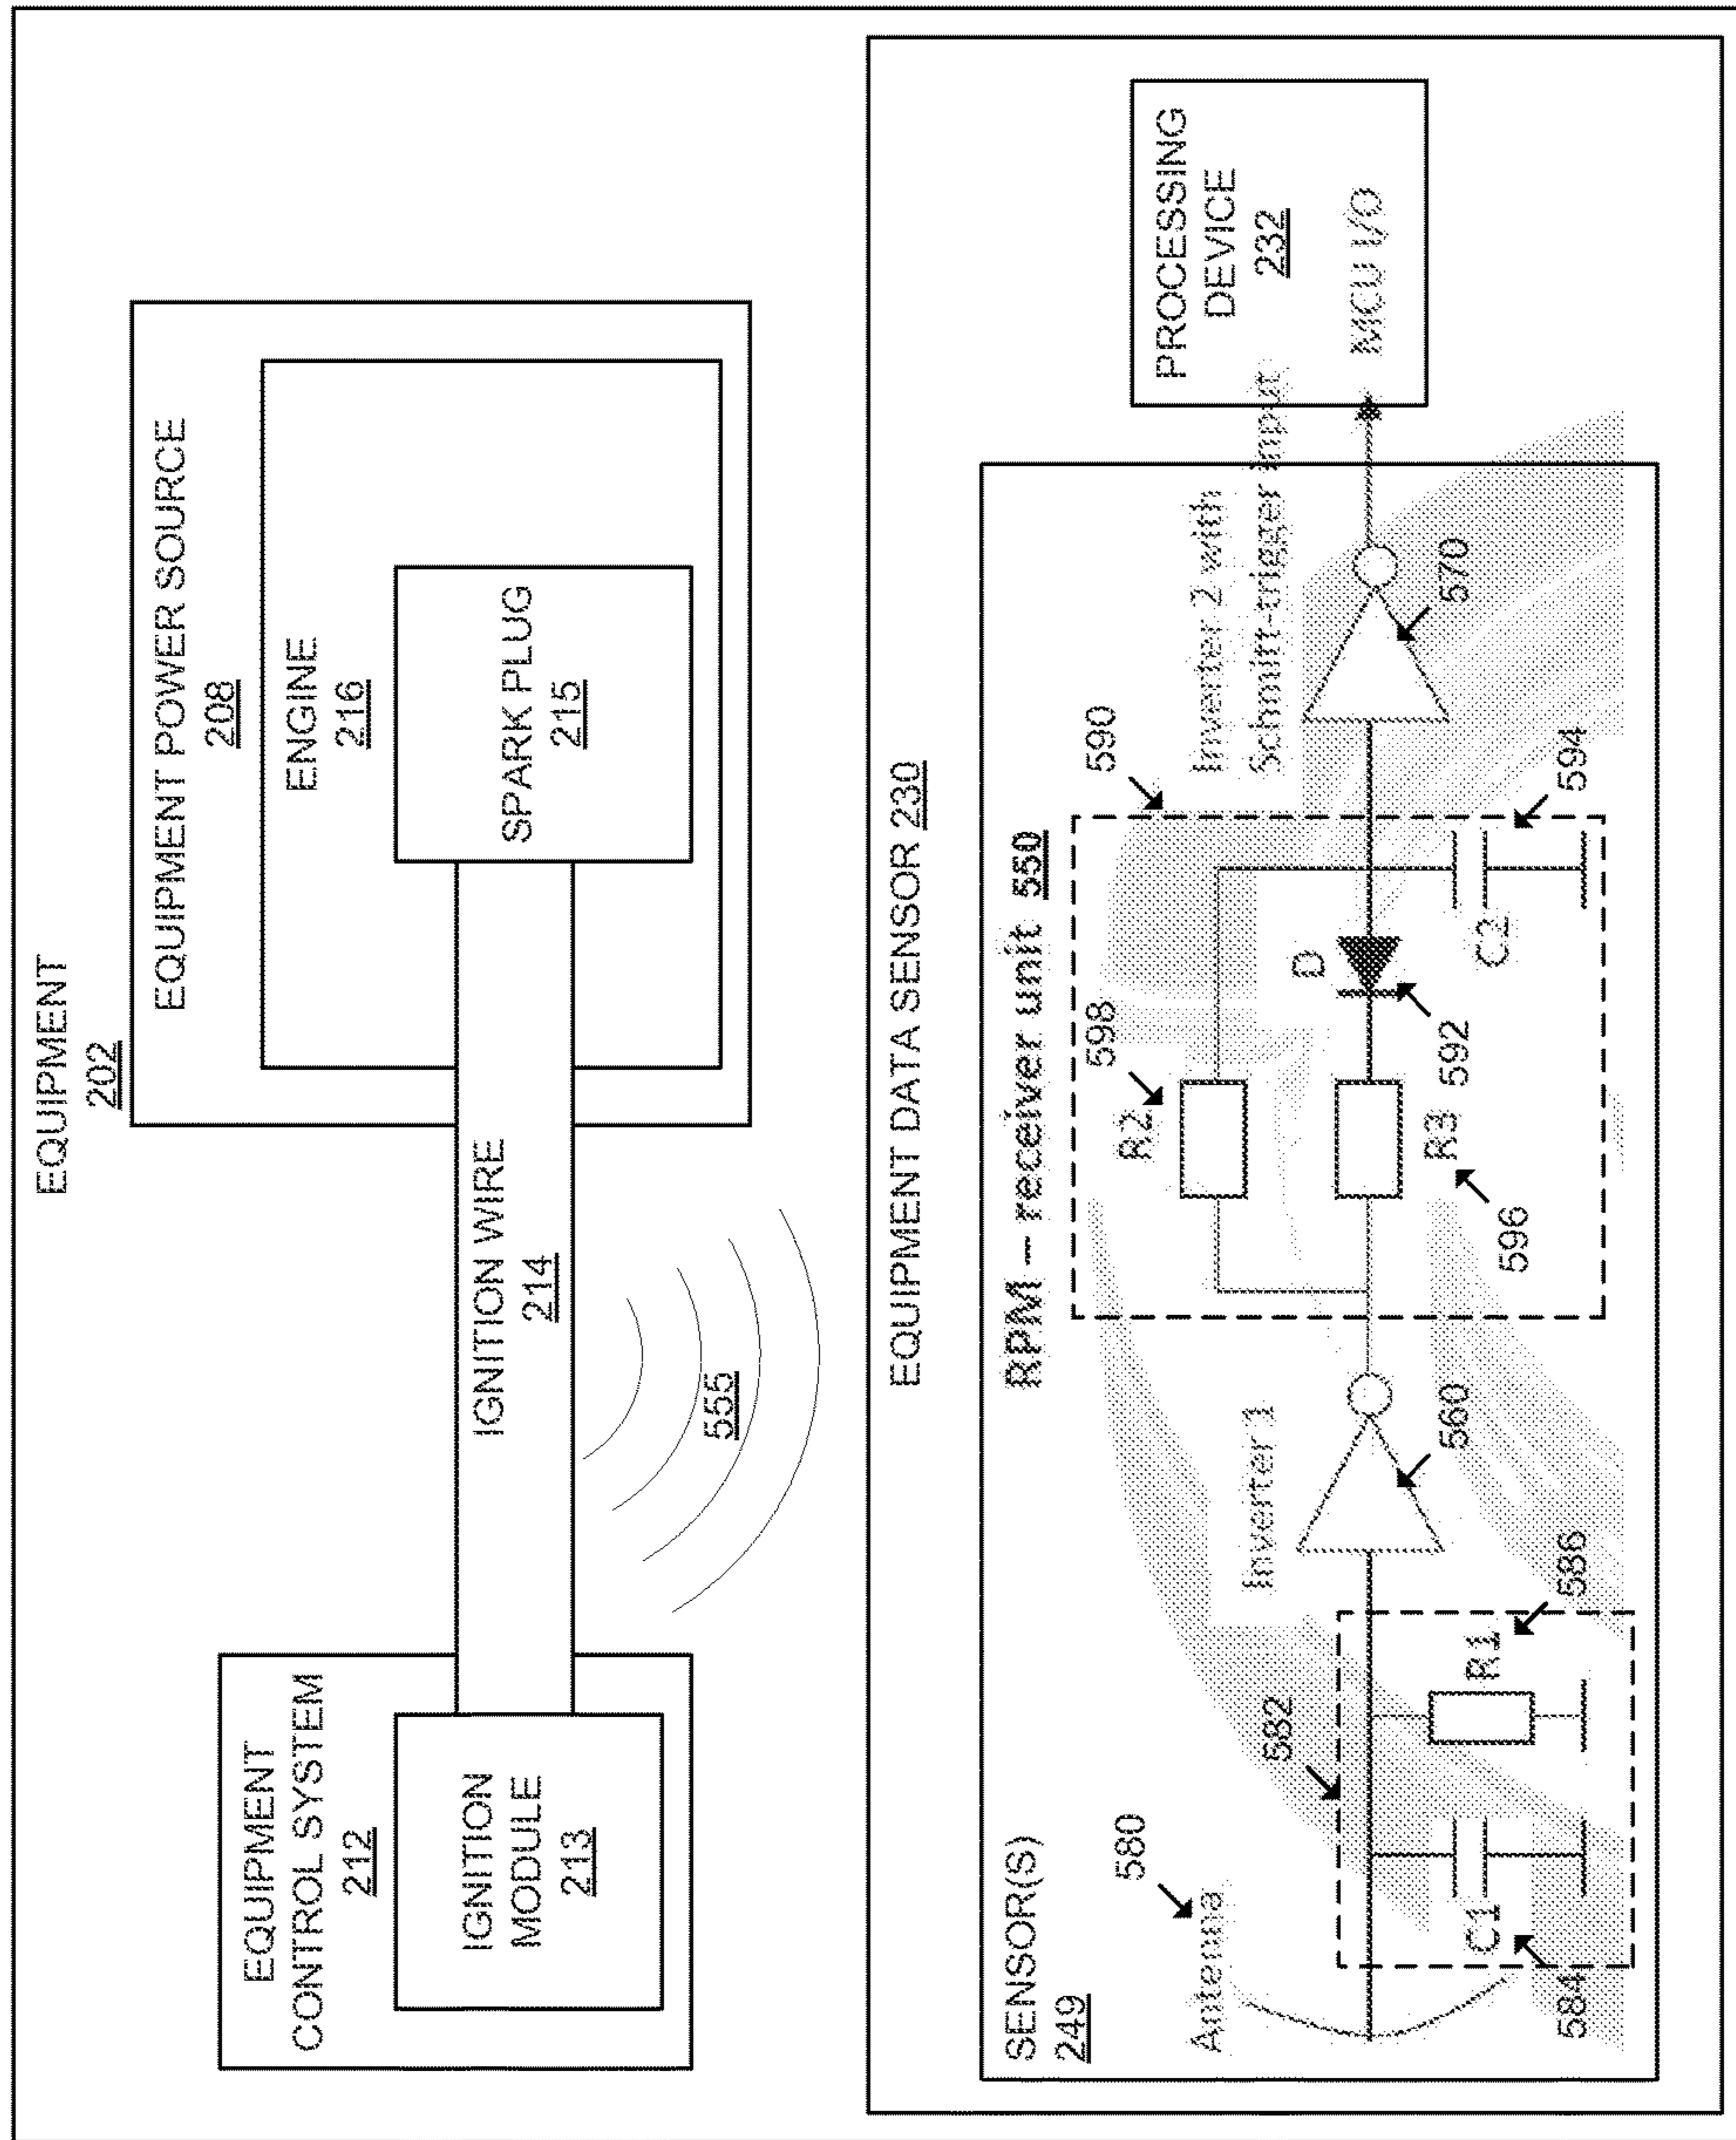 EQUIPMENT
202
EQUIPMENT
CONTROL SYSTEM
212
IGNITION
MODULE
213
IGNITION WIRE
214
555
EQUIPMENT POWER SOURCE
208
ENGINE
216
SPARK PLUG
215
EQUIPMENT DATA SENSOR 230
SENSOR(S)
249
RPM – receiver unit 550
Antenna
580
582
C1
584
R1
586
Inverter 1
560
590
R2
598
R3
596
D
592
C2
594
Inverter 2 with
Schmitt-trigger input
570
PROCESSING
DEVICE
232
MCU I/O